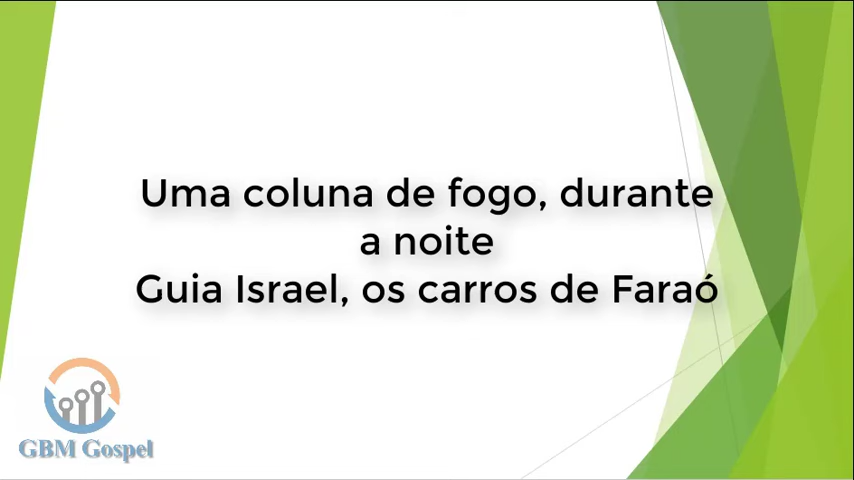 Uma coluna de fogo, durante
a noite
Guia Israel, os carros de Faraó
GBM Gospel